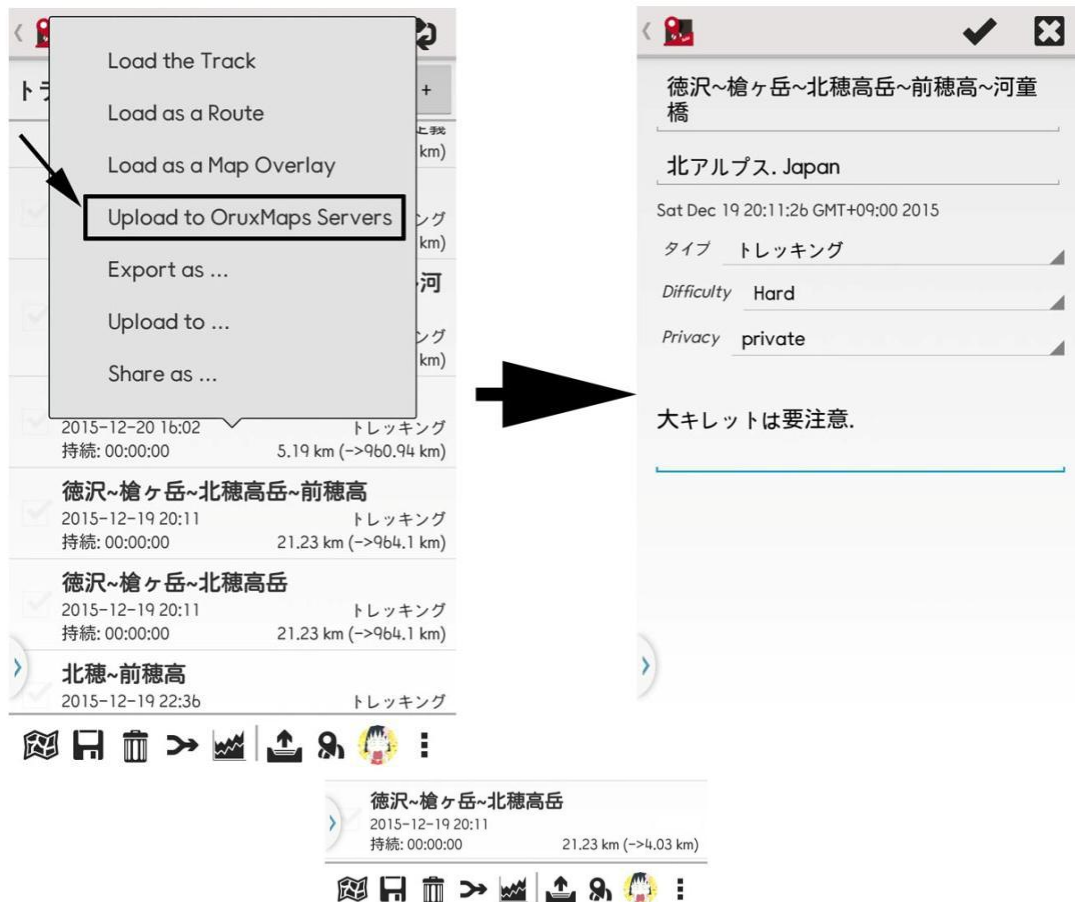 Load the Track
トラ
Load as a Route
+
km)
Load as a Map Overlay
Upload to OruxMaps Servers
ング
km)
Export as ...
河
Upload to ...
ング
km)
Share as ...
2015-12-20 16:02 トレッキング
持続: 00:00:00 5.19 km (->960.94 km)
徳沢~槍ヶ岳~北穂高岳~前穂高
2015-12-19 20:11 トレッキング
持続: 00:00:00 21.23 km (->964.1 km)
徳沢~槍ヶ岳~北穂高岳
2015-12-19 20:11 トレッキング
持続: 00:00:00 21.23 km (->964.1 km)
北穂~前穂高
2015-12-19 22:36 トレッキング
徳沢~槍ヶ岳~北穂高岳~前穂高~河童
橋
北アルプス. Japan
Sat Dec 19 20:11:26 GMT+09:00 2015
タイプ トレッキング
Difficulty Hard
Privacy private
大キレットは要注意.
徳沢~槍ヶ岳~北穂高岳
2015-12-19 20:11
持続: 00:00:00 21.23 km (->4.03 km)